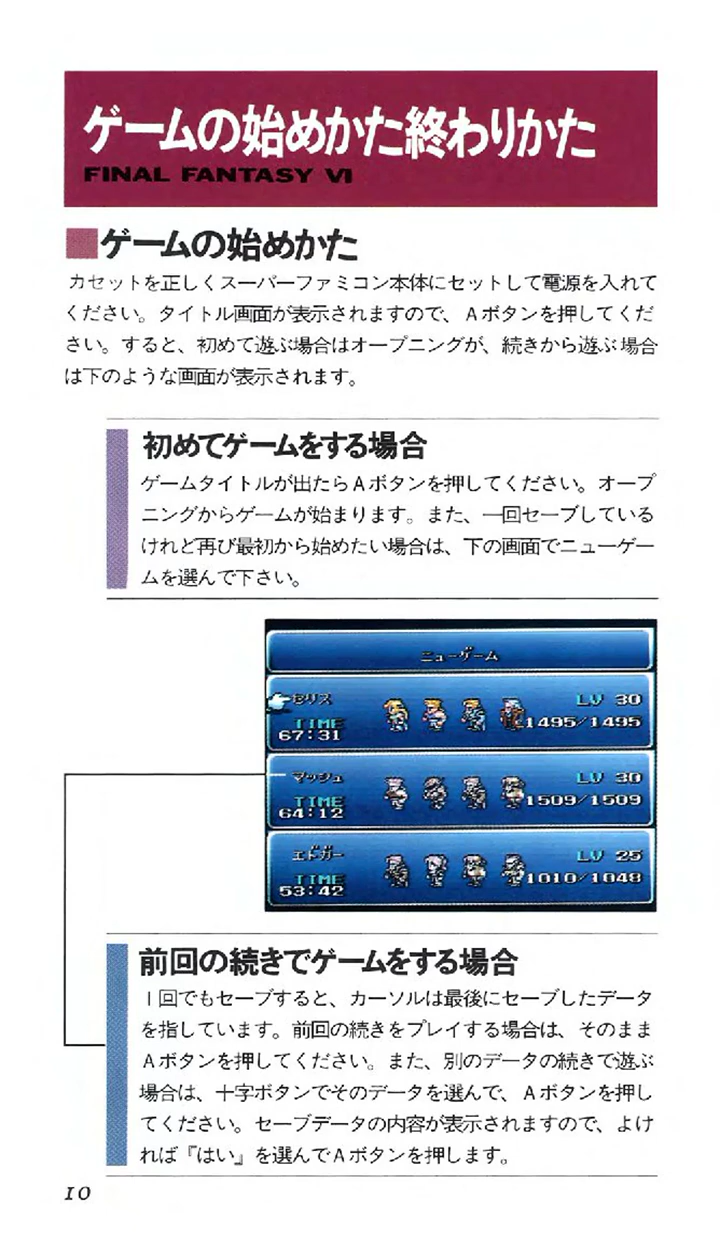 ゲームの始めかた終わりかた
FINAL FANTASY VI
ゲームの始めかた
カセットを正しくスーパーファミコン本体にセットして電源を入れて
ください。タイトル画面が表示されますので、Aボタンを押してくだ
さい。すると、初めて遊ぶ場合はオープニングが、続きから遊ぶ場合
は下のような画面が表示されます。
初めてゲームをする場合
ゲームタイトルが出たらAボタンを押してください。オープ
ニングからゲームが始まります。また、一回セーブしている
けれど再び最初から始めたい場合は、下の画面でニューゲー
ムを選んで下さい。
ニューゲーム
セリス LV 30
TIME 1495/1495
67:31
マッシュ LV 30
TIME 1509/1509
64:12
エドガー LV 25
TIME 1010/1048
53:42
前回の続きでゲームをする場合
1回でもセーブすると、カーソルは最後にセーブしたデータ
を指しています。前回の続きをプレイする場合は、そのまま
Aボタンを押してください。また、別のデータの続きで遊ぶ
場合は、十字ボタンでそのデータを選んで、Aボタンを押し
てください。セーブデータの内容が表示されますので、よけ
れば『はい』を選んでAボタンを押します。
10